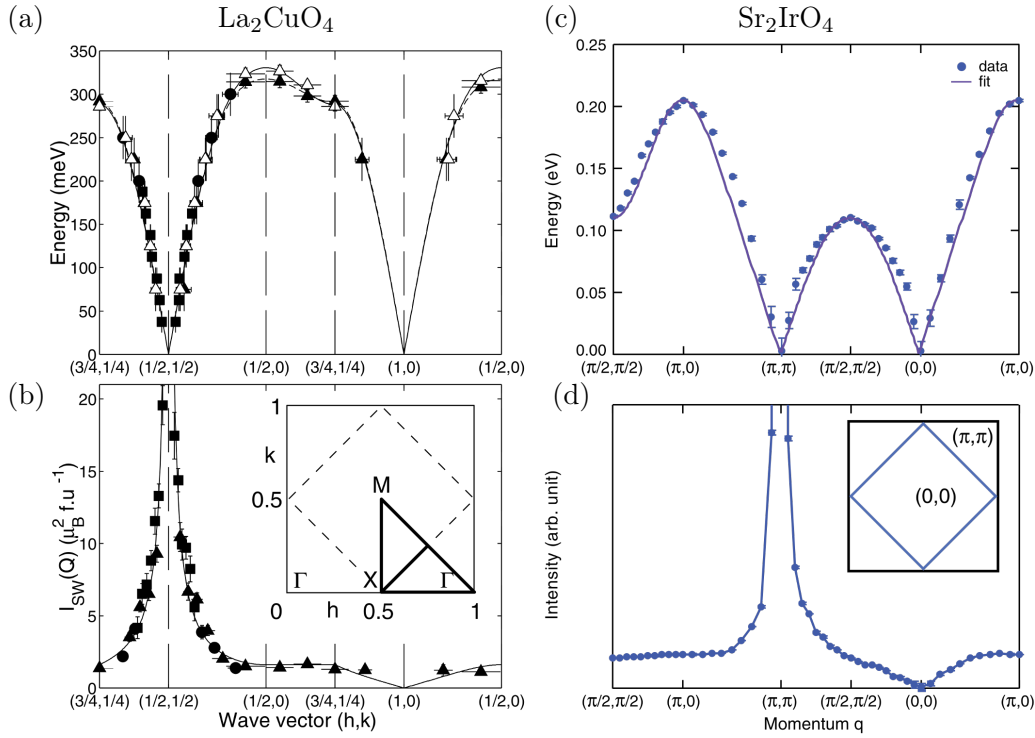 (a) La₂CuO₄
350
300
250
200
150
100
50
0
Energy (meV)
(3/4,1/4) (1/2,1/2) (1/2,0) (3/4,1/4) (1,0) (1/2,0)
(b)
20
15
10
5
0
I_SW(Q) (μ_B² f.u⁻¹)
1
k
0.5
M
Γ X Γ
0 h 0.5 1
(3/4,1/4) (1/2,1/2) (1/2,0) (3/4,1/4) (1,0) (1/2,0)
Wave vector (h,k)
(c) Sr₂IrO₄
data
fit
0.20
0.15
0.10
0.05
0.00
Energy (eV)
(π/2,π/2) (π,0) (π,π) (π/2,π/2) (0,0) (π,0)
(d)
Intensity (arb. unit)
(π,π)
(0,0)
(π/2,π/2) (π,0) (π,π) (π/2,π/2) (0,0) (π,0)
Momentum q